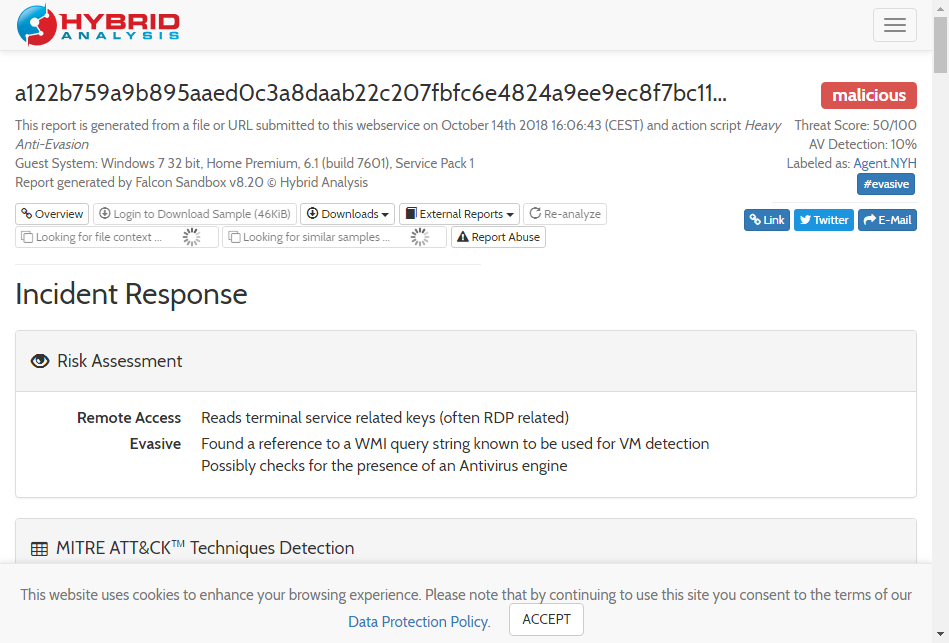 HYBRID
ANALYSIS
a122b759a9b895aaed0c3a8daab22c207fbfc6e4824a9ee9ec8f7bc11...
malicious
This report is generated from a file or URL submitted to this webservice on October 14th 2018 16:06:43 (CEST) and action script Heavy
Anti-Evasion
Threat Score: 50/100
AV Detection: 10%
Guest System: Windows 7 32 bit, Home Premium, 6.1 (build 7601), Service Pack 1
Labeled as: Agent.NYH
Report generated by Falcon Sandbox v8.20 © Hybrid Analysis
#evasive
Overview Login to Download Sample (46KiB) Downloads External Reports Re-analyze
Link Twitter E-Mail
Looking for file context ... Looking for similar samples ... Report Abuse
Incident Response
Risk Assessment
Remote Access Reads terminal service related keys (often RDP related)
Evasive Found a reference to a WMI query string known to be used for VM detection
Possibly checks for the presence of an Antivirus engine
MITRE ATT&CK™ Techniques Detection
This website uses cookies to enhance your browsing experience. Please note that by continuing to use this site you consent to the terms of our
Data Protection Policy. ACCEPT